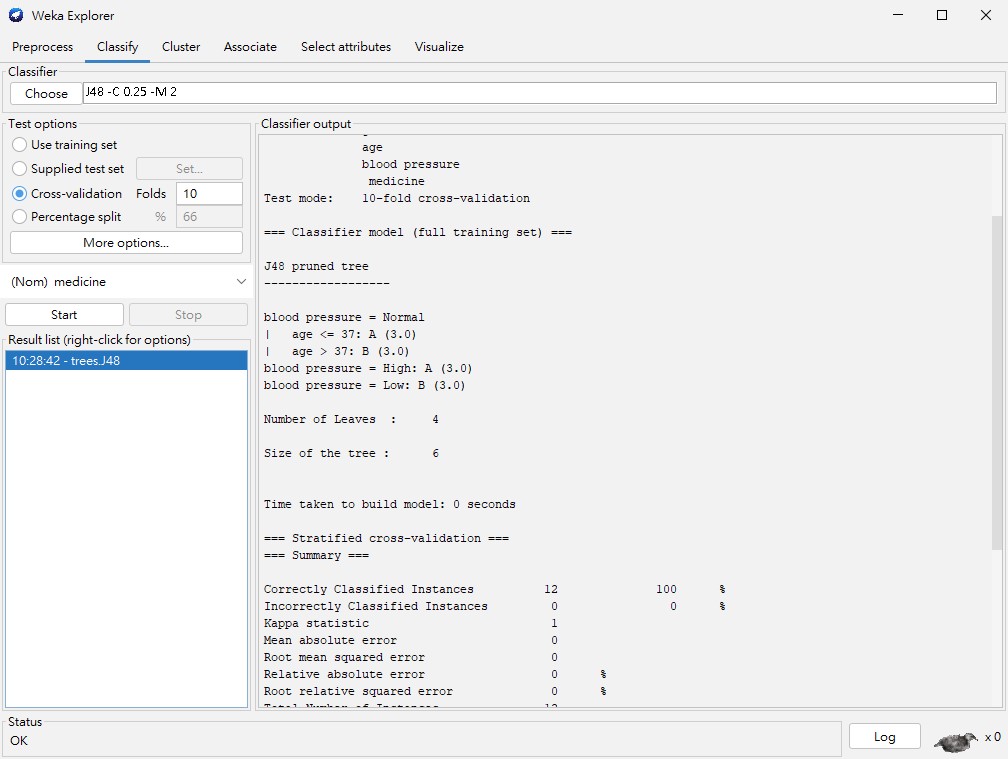 Weka Explorer
Preprocess Classify Cluster Associate Select attributes Visualize
Classifier
Choose J48 -C 0.25 -M 2
Test options
Use training set
Supplied test set Set...
Cross-validation Folds 10
Percentage split % 66
More options...
(Nom) medicine
Start Stop
Result list (right-click for options)
10:28:42 - trees.J48
Classifier output
age
blood pressure
medicine
Test mode: 10-fold cross-validation
=== Classifier model (full training set) ===
J48 pruned tree
------------------
blood pressure = Normal
| age <= 37: A (3.0)
| age > 37: B (3.0)
blood pressure = High: A (3.0)
blood pressure = Low: B (3.0)
Number of Leaves : 4
Size of the tree : 6
Time taken to build model: 0 seconds
=== Stratified cross-validation ===
=== Summary ===
Correctly Classified Instances 12 100 %
Incorrectly Classified Instances 0 0 %
Kappa statistic 1
Mean absolute error 0
Root mean squared error 0
Relative absolute error 0 %
Root relative squared error 0 %
Total Number of Instances 12
Status
OK
Log
x 0